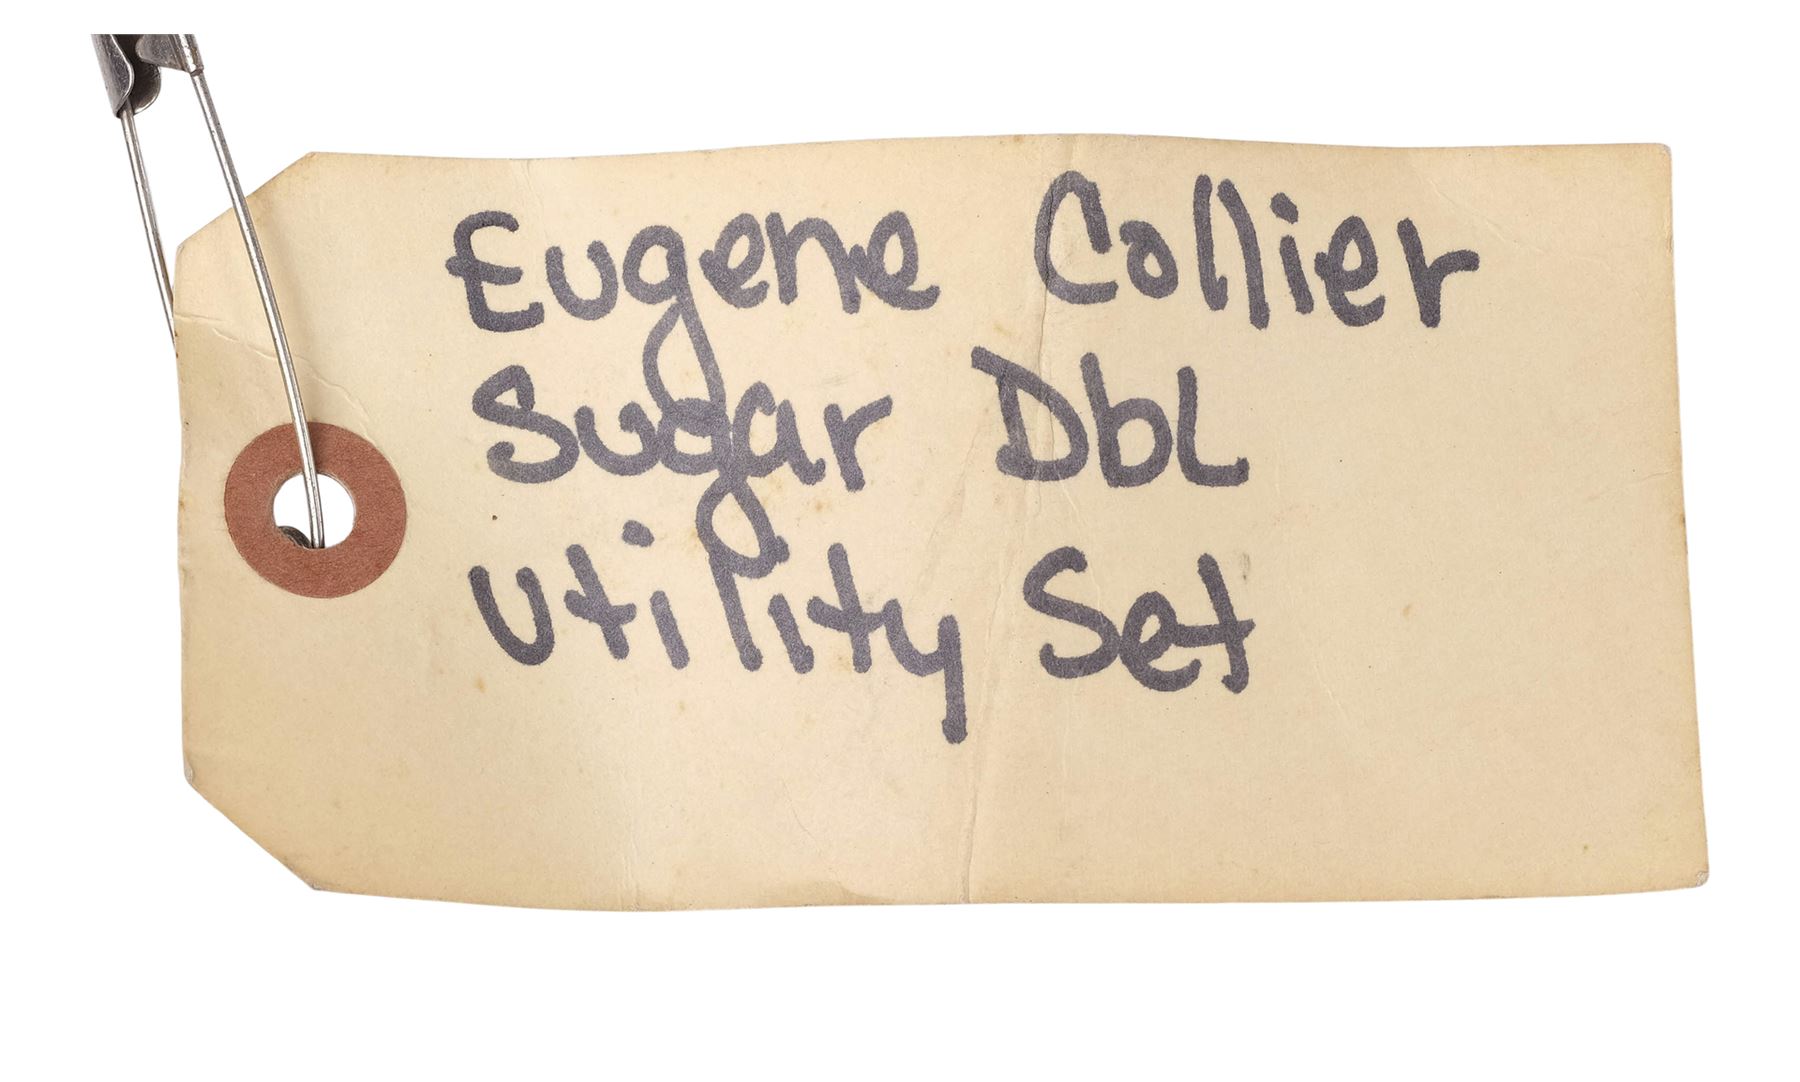 Eugene Collier
Sugar Dbl
Utility Set